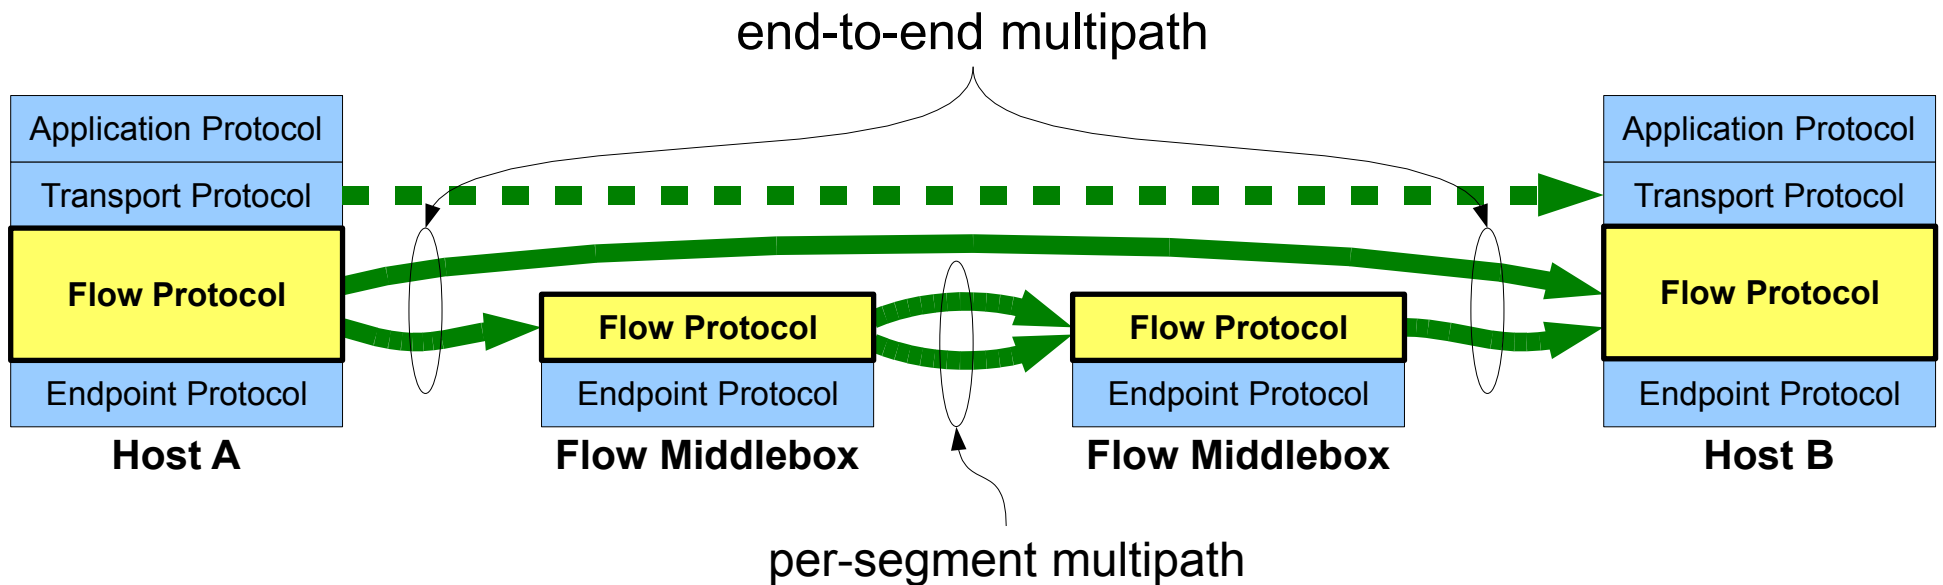 end-to-end multipath
Application Protocol
Transport Protocol
Flow Protocol
Endpoint Protocol
Host A
Flow Protocol
Endpoint Protocol
Flow Middlebox
Flow Protocol
Endpoint Protocol
Flow Middlebox
Application Protocol
Transport Protocol
Flow Protocol
Endpoint Protocol
Host B
per-segment multipath